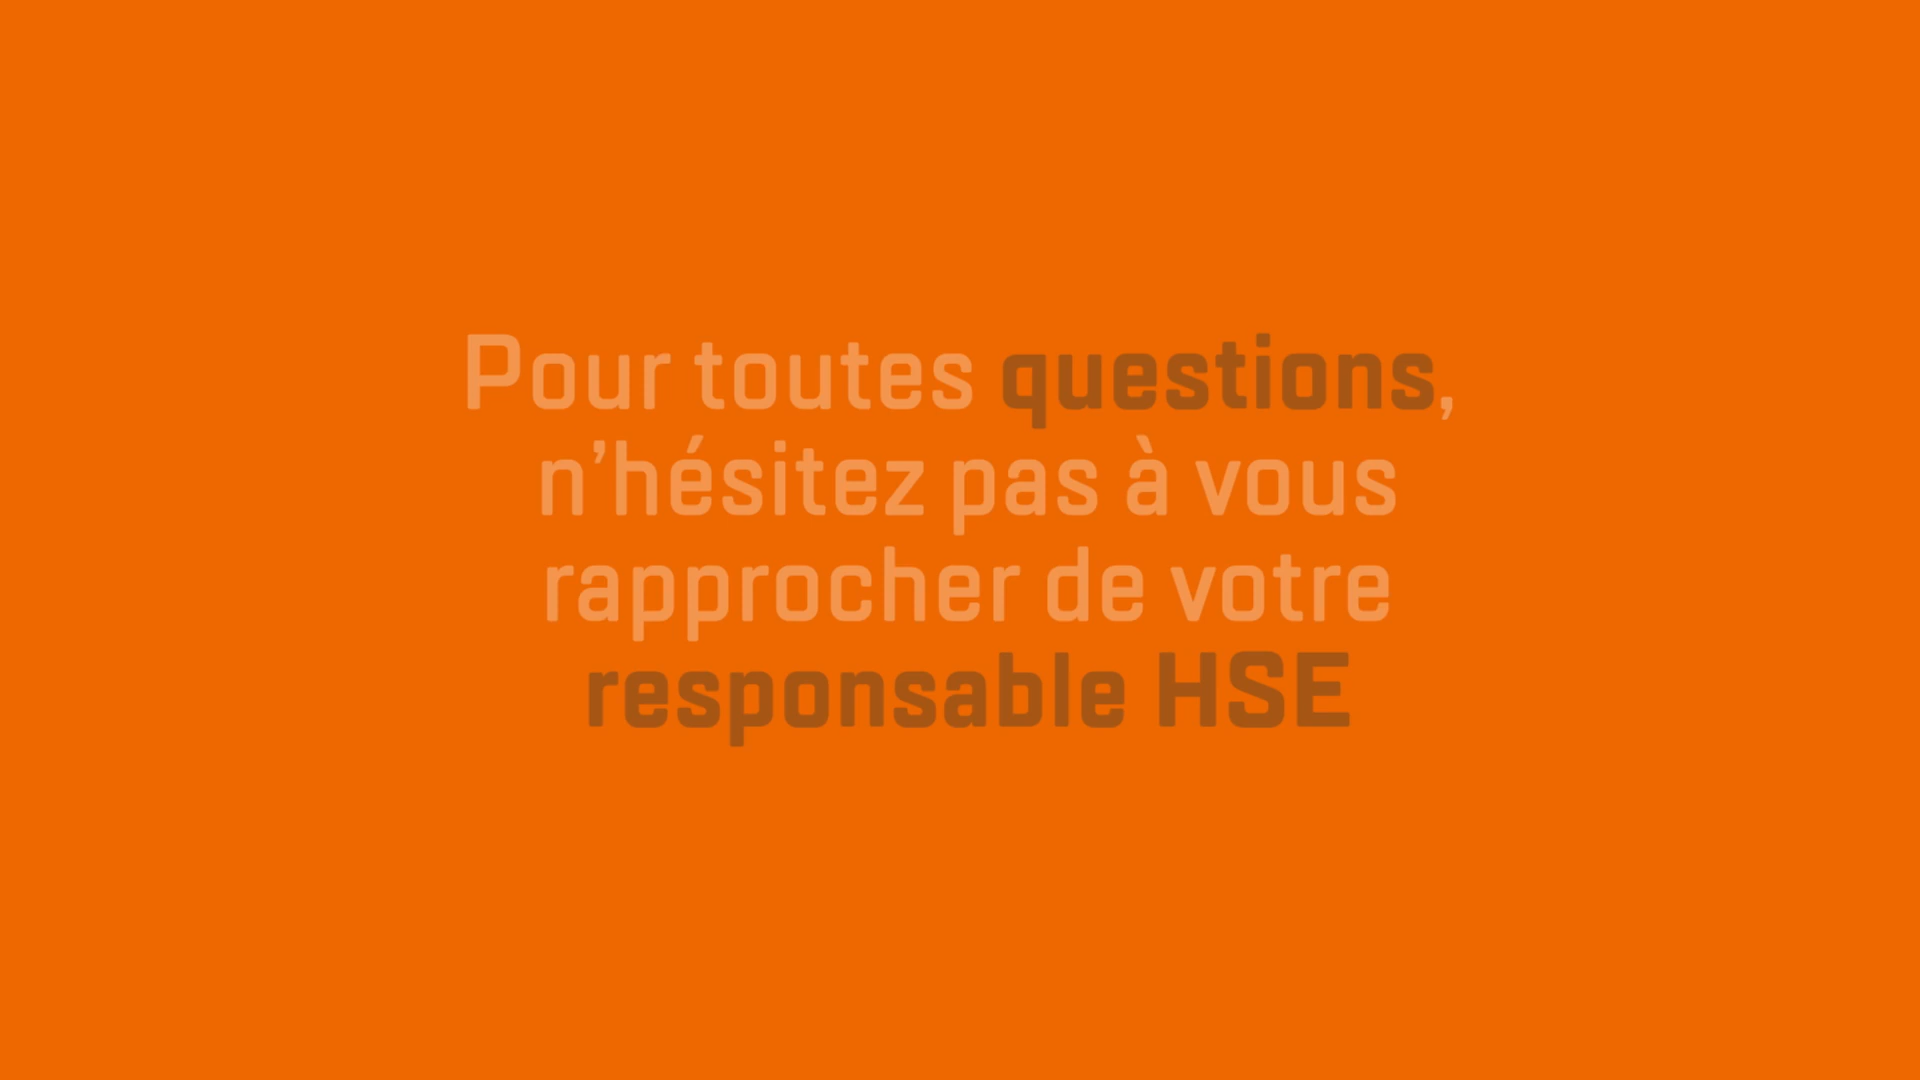 Pour toutes questions,
n’hésitez pas à vous
rapprocher de votre
responsable HSE